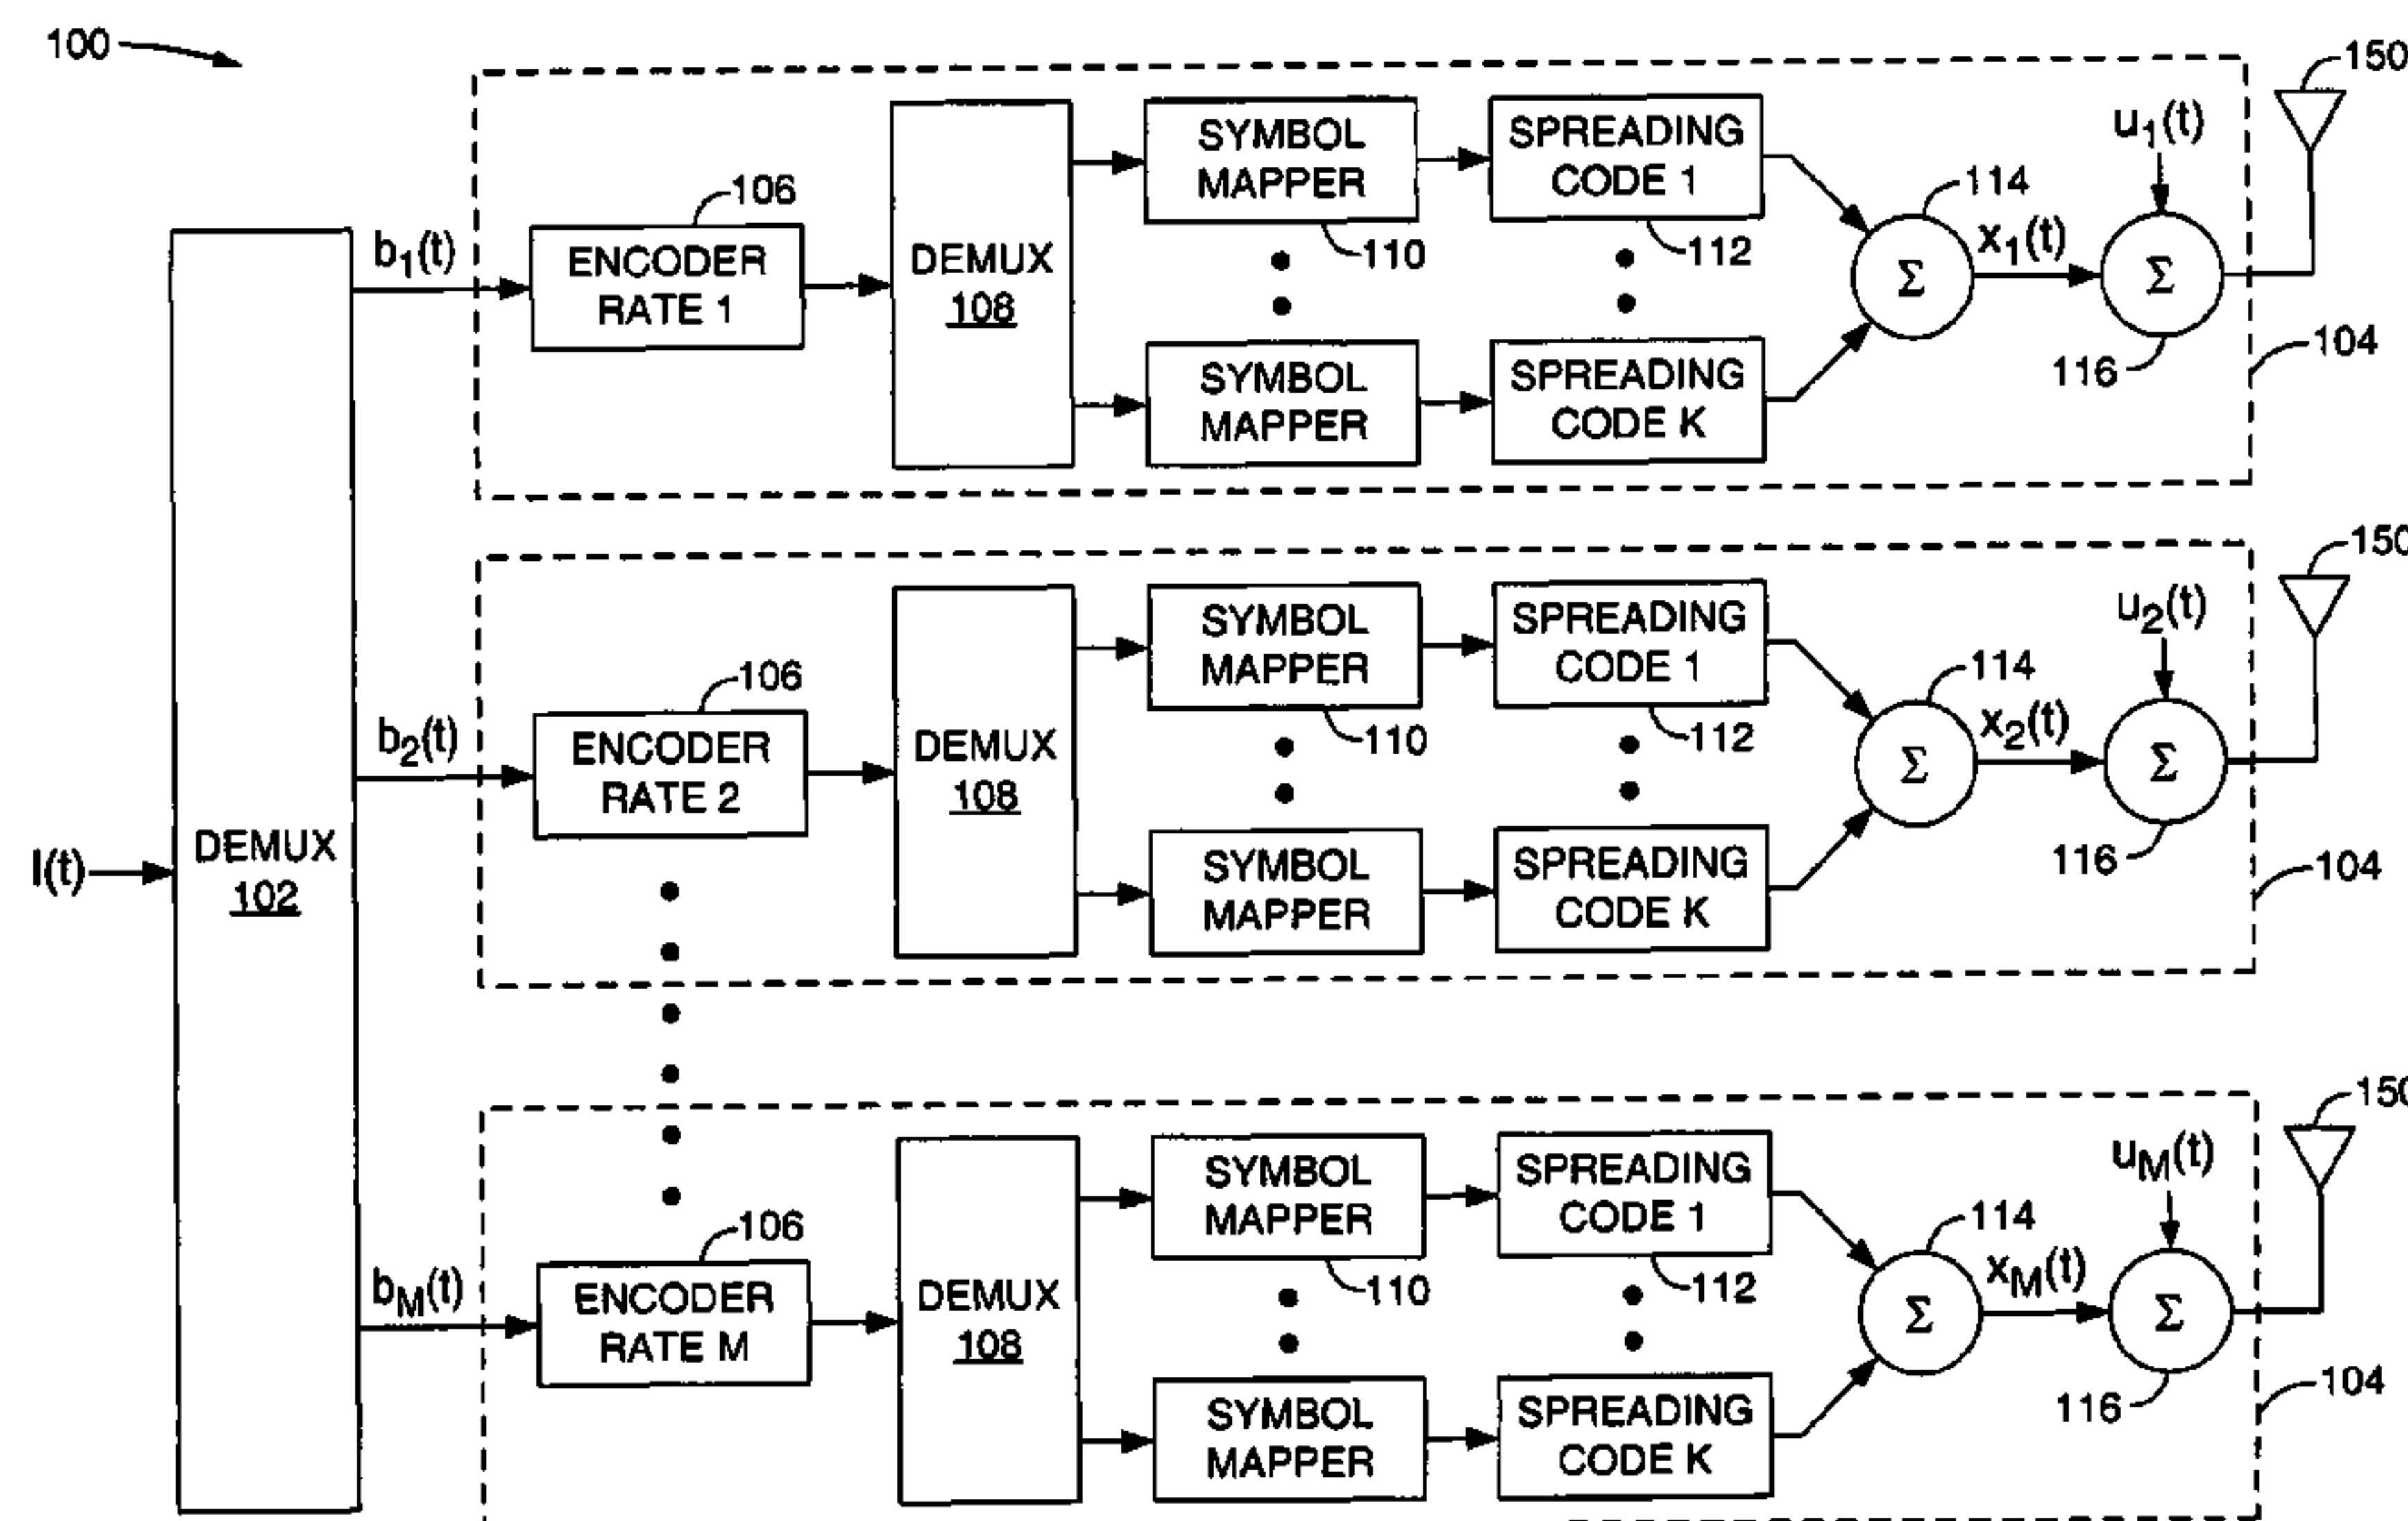 100
I(t)
DEMUX
102
b1(t)
106
ENCODER
RATE 1
DEMUX
108
SYMBOL
MAPPER
110
SYMBOL
MAPPER
SPREADING
CODE 1
112
SPREADING
CODE K
114
Σ
x1(t)
u1(t)
Σ
116
150
104
b2(t)
106
ENCODER
RATE 2
DEMUX
108
SYMBOL
MAPPER
110
SYMBOL
MAPPER
SPREADING
CODE 1
112
SPREADING
CODE K
114
Σ
x2(t)
u2(t)
Σ
116
150
104
bM(t)
106
ENCODER
RATE M
DEMUX
108
SYMBOL
MAPPER
110
SYMBOL
MAPPER
SPREADING
CODE 1
112
SPREADING
CODE K
114
Σ
xM(t)
uM(t)
Σ
116
150
104